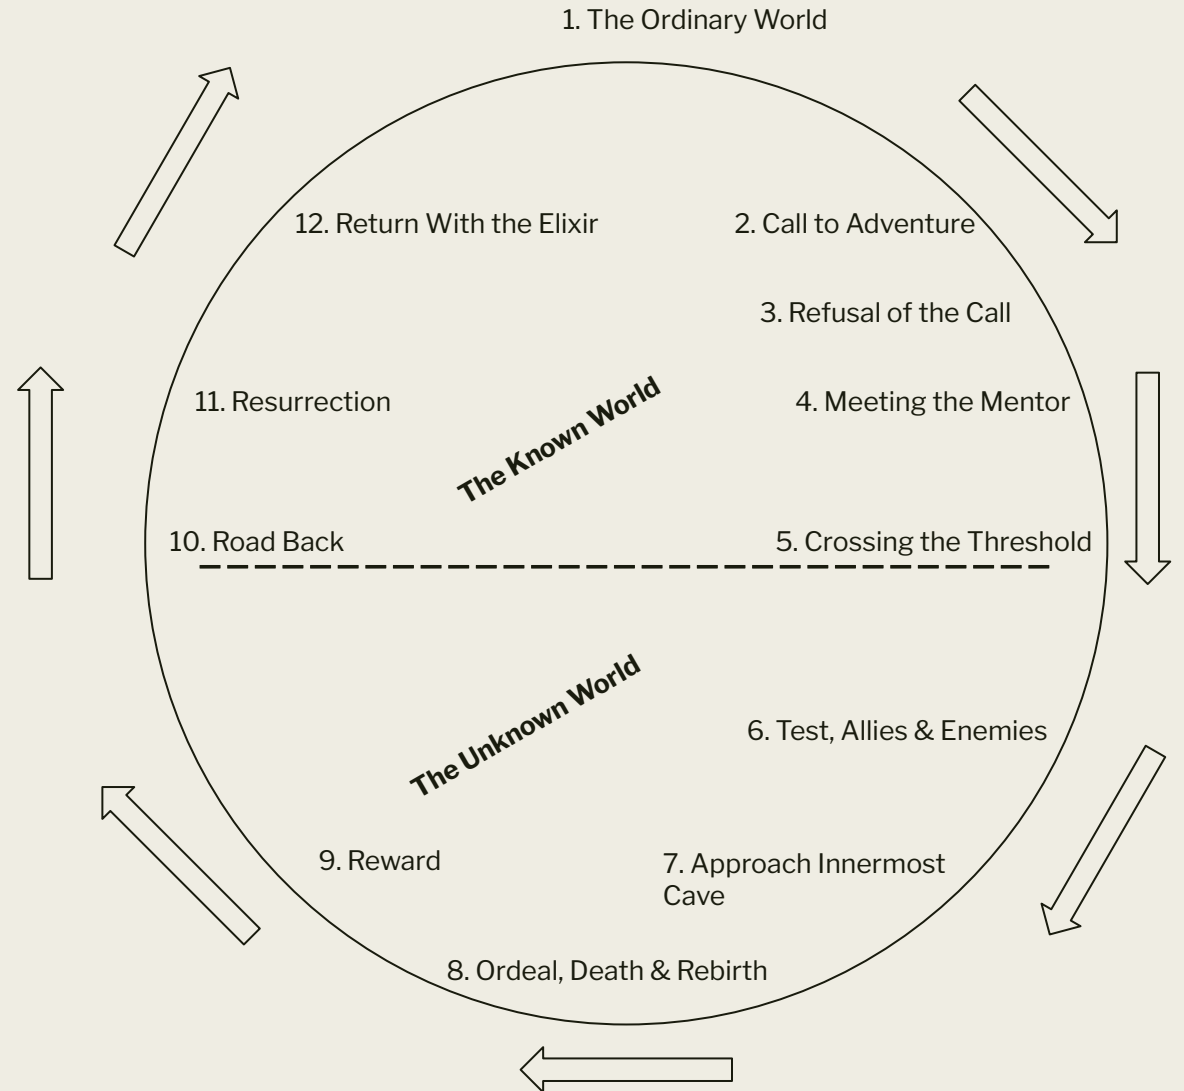 1. The Ordinary World
12. Return With the Elixir
2. Call to Adventure
3. Refusal of the Call
11. Resurrection
4. Meeting the Mentor
The Known World
10. Road Back
5. Crossing the Threshold
The Unknown World
6. Test, Allies & Enemies
9. Reward
7. Approach Innermost
Cave
8. Ordeal, Death & Rebirth